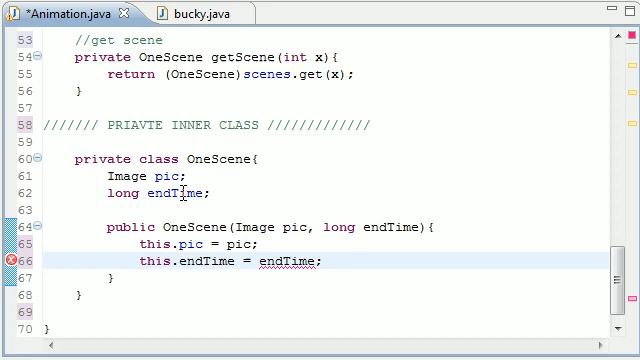 *Animation.java bucky.java
53 //get scene
54 private OneScene getScene(int x){
55 return (OneScene)scenes.get(x);
56 }
57
58 /////// PRIAVTE INNER CLASS /////////////
59
60 private class OneScene{
61 Image pic;
62 long endTime;
63
64 public OneScene(Image pic, long endTime){
65 this.pic = pic;
66 this.endTime = endTime;
67 }
68 }
69
70 }